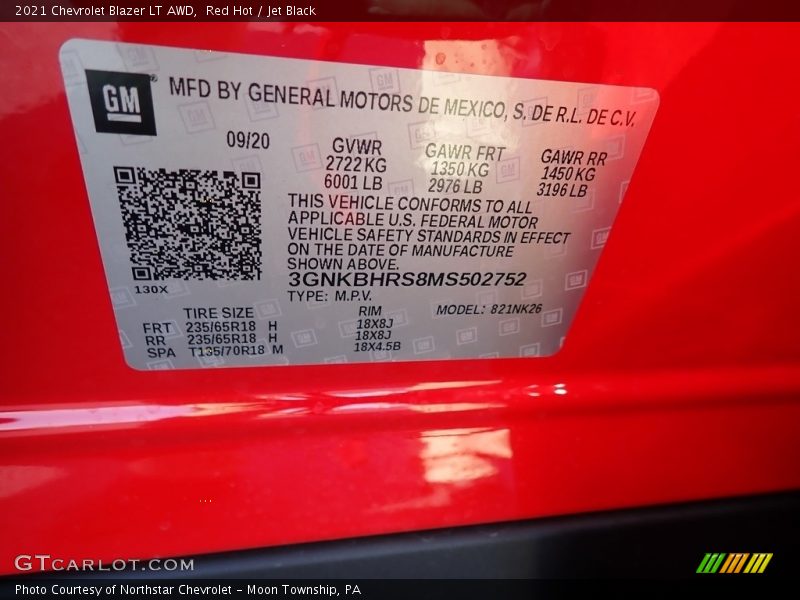 2021 Chevrolet Blazer LT AWD,  Red Hot / Jet Black
GM
MFD BY GENERAL MOTORS DE MEXICO, S. DE R.L. DE C.V.
09/20
GVWR
2722 KG
6001 LB
GAWR FRT
1350 KG
2976 LB
GAWR RR
1450 KG
3196 LB
THIS VEHICLE CONFORMS TO ALL
APPLICABLE U.S. FEDERAL MOTOR
VEHICLE SAFETY STANDARDS IN EFFECT
ON THE DATE OF MANUFACTURE
SHOWN ABOVE.
3GNKBHRS8MS502752
TYPE: M.P.V.
MODEL: 821NK26
130X
TIRE SIZE
RIM
FRT 235/65R18 H 18X8J
RR 235/65R18 H 18X8J
SPA T135/70R18 M 18X4.5B
GTCARLOT.COM
Photo Courtesy of Northstar Chevrolet - Moon Township, PA